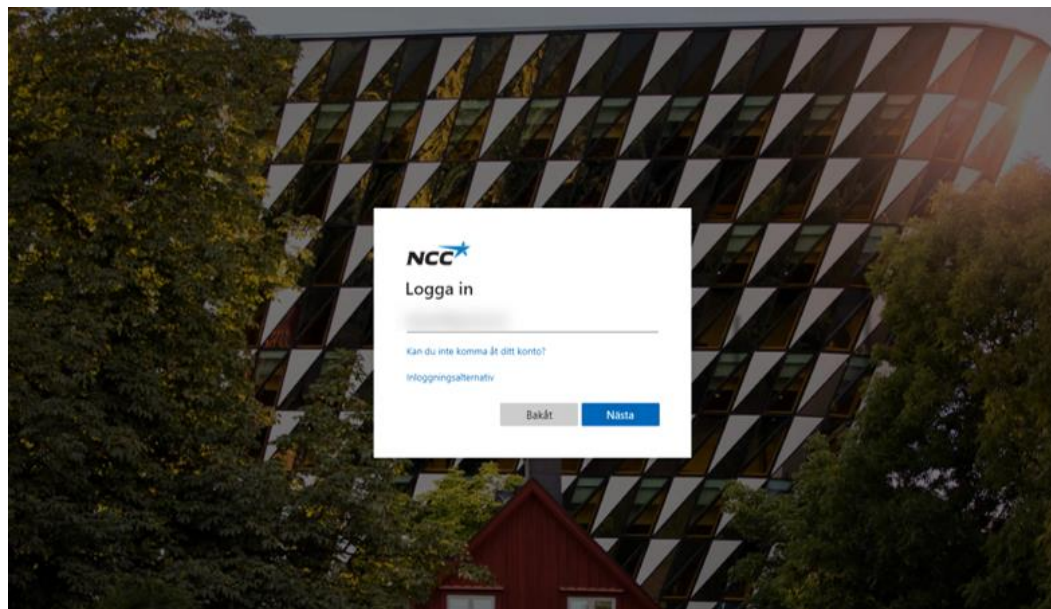 NCC
Logga in
Kan du inte komma åt ditt konto?
Inloggningsalternativ
Bakåt
Nästa